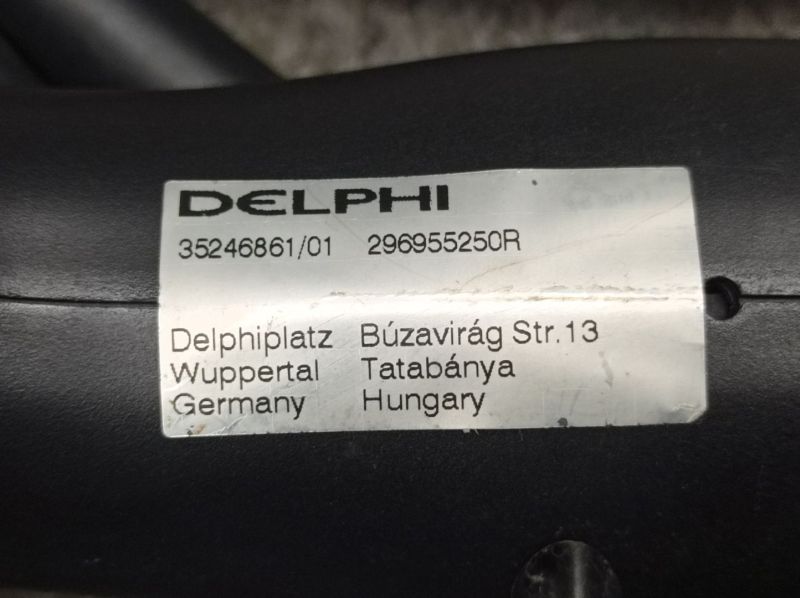 DELPHI
35246861/01 296955250R
Delphiplatz Búzavirág Str.13
Wuppertal Tatabánya
Germany Hungary